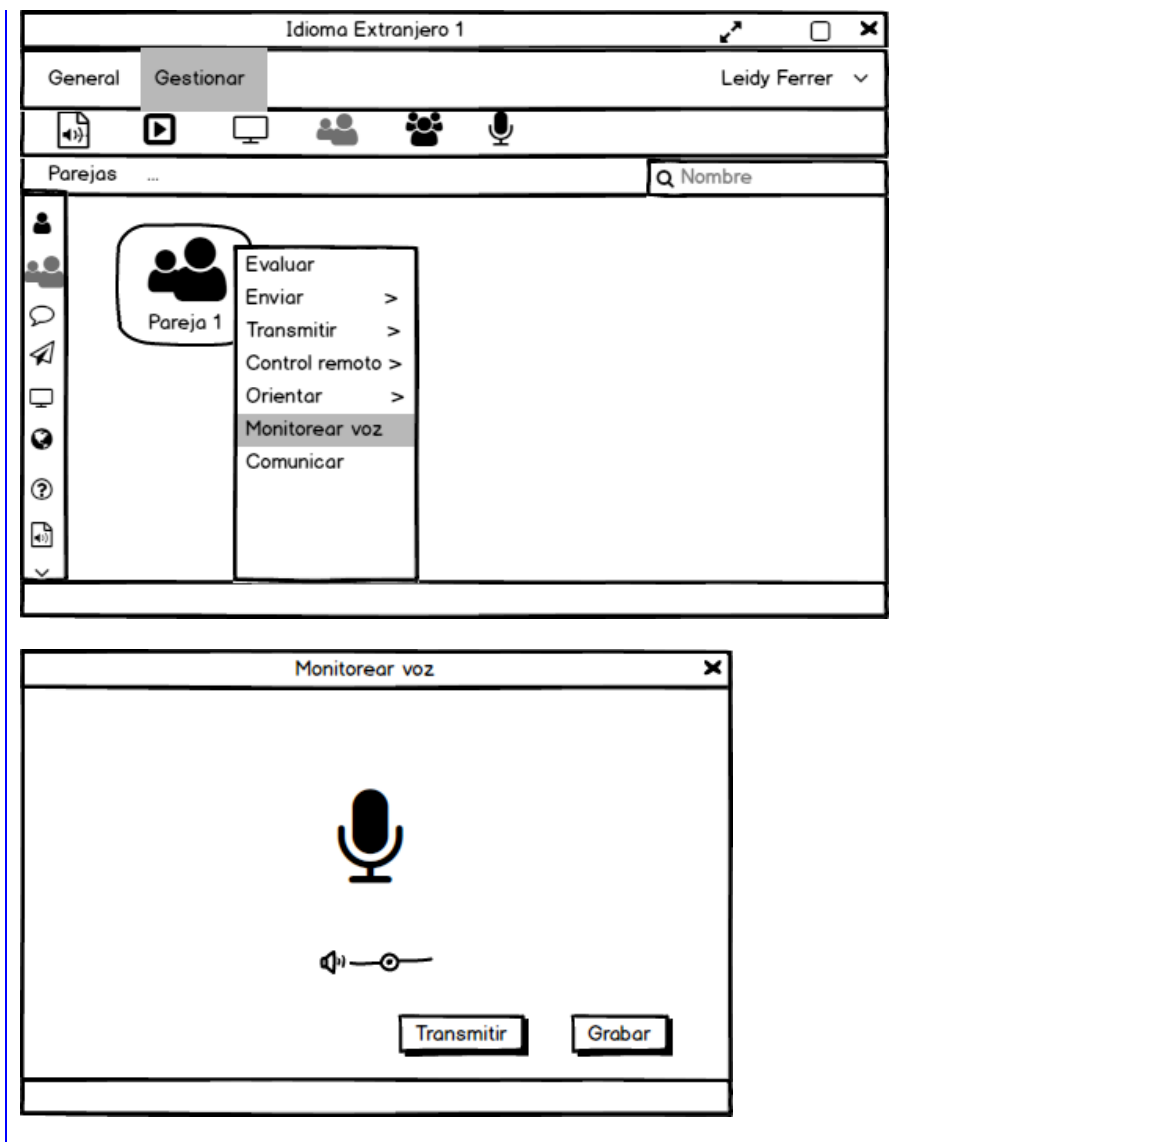 Idioma Extranjero 1
General Gestionar Leidy Ferrer
Parejas ... Nombre
Pareja 1
Evaluar
Enviar >
Transmitir >
Control remoto >
Orientar >
Monitorear voz
Comunicar
Monitorear voz
Transmitir Grabar